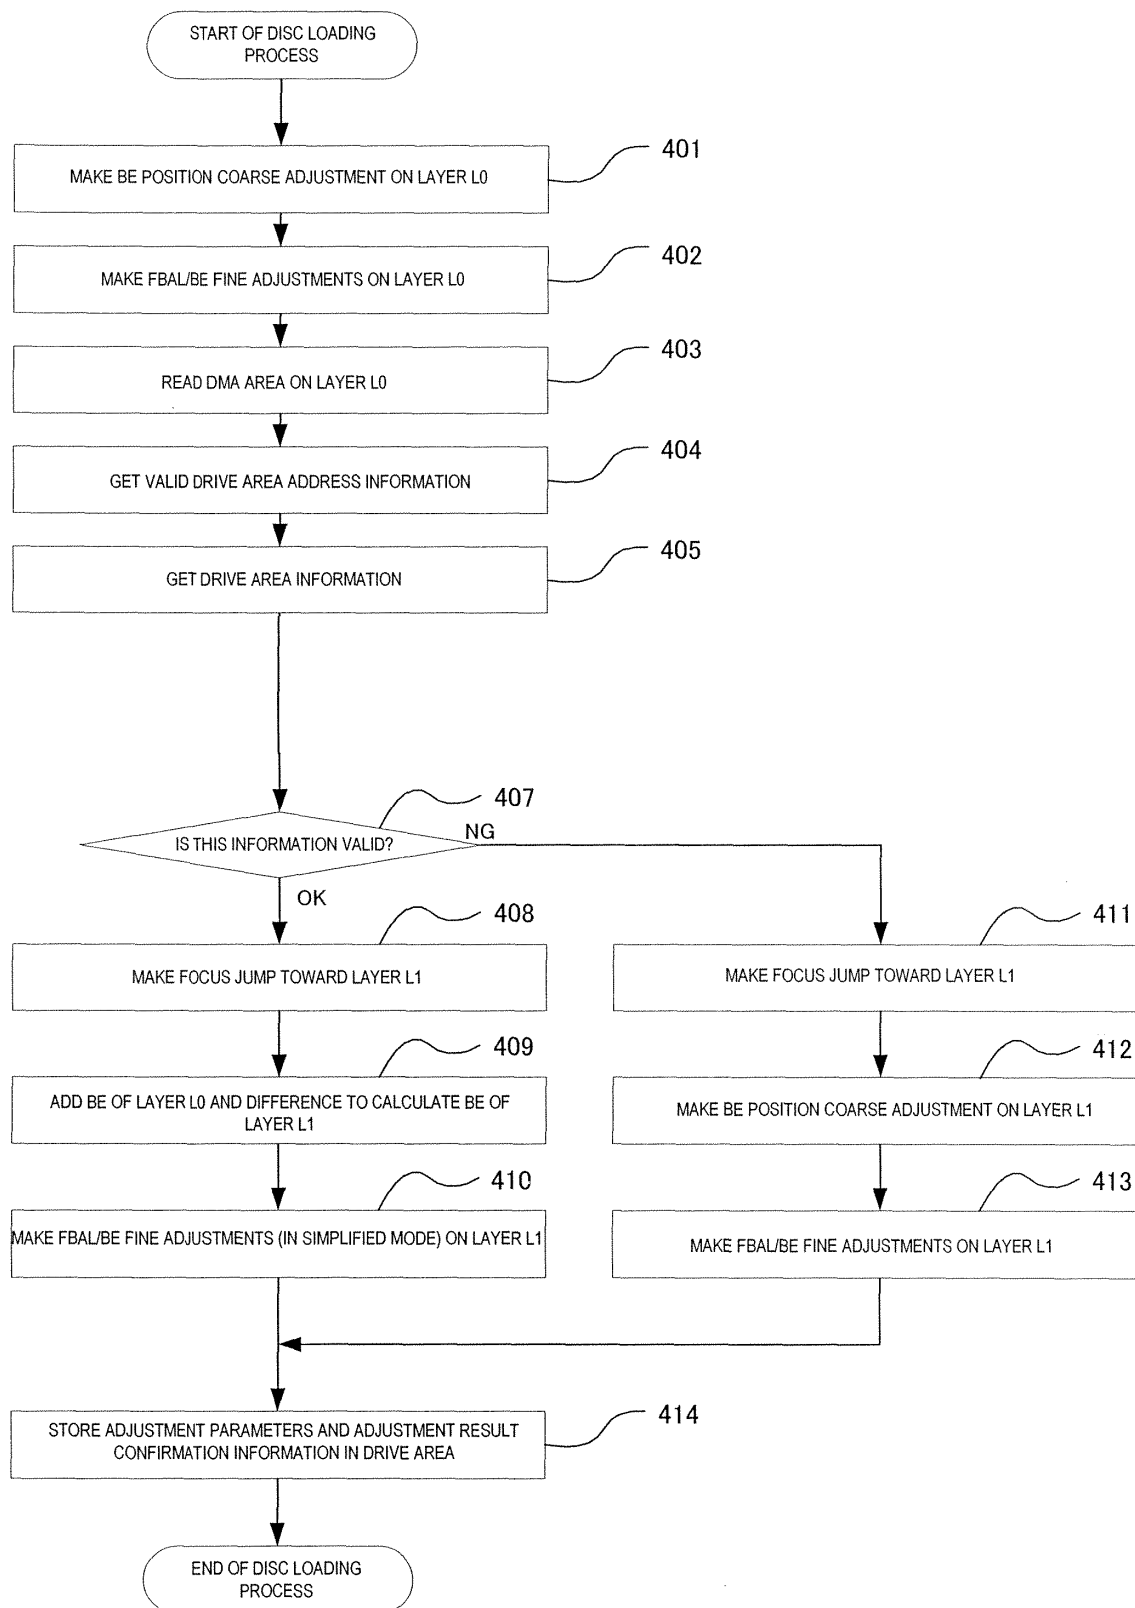 START OF DISC LOADING
PROCESS
401
MAKE BE POSITION COARSE ADJUSTMENT ON LAYER L0
402
MAKE FBAL/BE FINE ADJUSTMENTS ON LAYER L0
403
READ DMA AREA ON LAYER L0
404
GET VALID DRIVE AREA ADDRESS INFORMATION
405
GET DRIVE AREA INFORMATION
407
IS THIS INFORMATION VALID?
NG
OK
408
MAKE FOCUS JUMP TOWARD LAYER L1
409
ADD BE OF LAYER L0 AND DIFFERENCE TO CALCULATE BE OF
LAYER L1
410
MAKE FBAL/BE FINE ADJUSTMENTS (IN SIMPLIFIED MODE) ON LAYER L1
411
MAKE FOCUS JUMP TOWARD LAYER L1
412
MAKE BE POSITION COARSE ADJUSTMENT ON LAYER L1
413
MAKE FBAL/BE FINE ADJUSTMENTS ON LAYER L1
414
STORE ADJUSTMENT PARAMETERS AND ADJUSTMENT RESULT
CONFIRMATION INFORMATION IN DRIVE AREA
END OF DISC LOADING
PROCESS